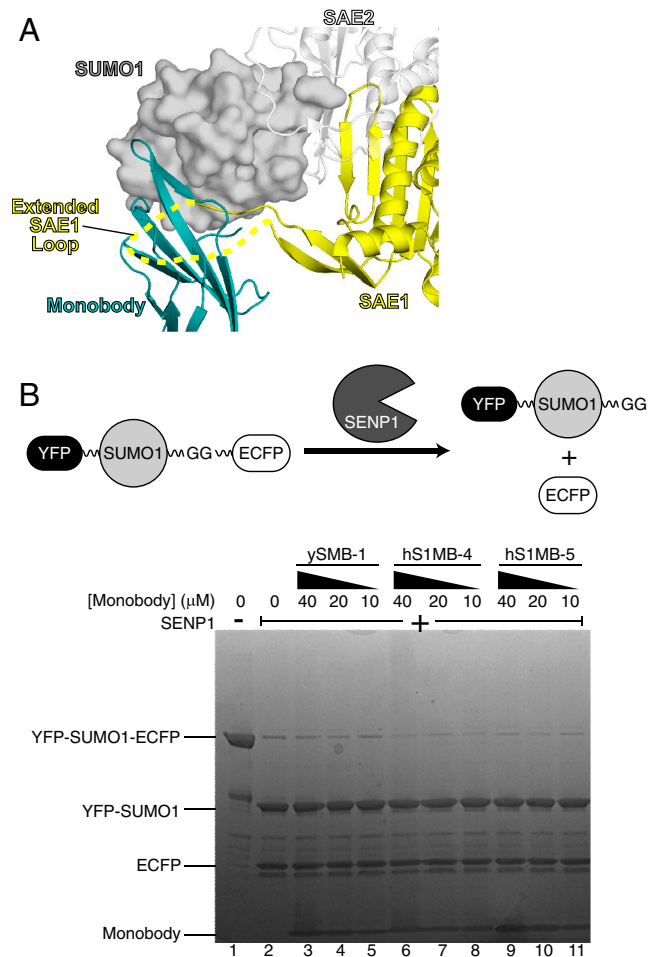 A
SAE2
SUMO1
Extended
SAE1
Loop
Monobody
SAE1
B
YFP
SUMO1
GG
ECFP
SENP1
YFP
SUMO1
GG
+
ECFP
ySMB-1 hS1MB-4 hS1MB-5
[Monobody] (μM) 0 0 40 20 10 40 20 10 40 20 10
SENP1 - +
YFP-SUMO1-ECFP
YFP-SUMO1
ECFP
Monobody
1 2 3 4 5 6 7 8 9 10 11